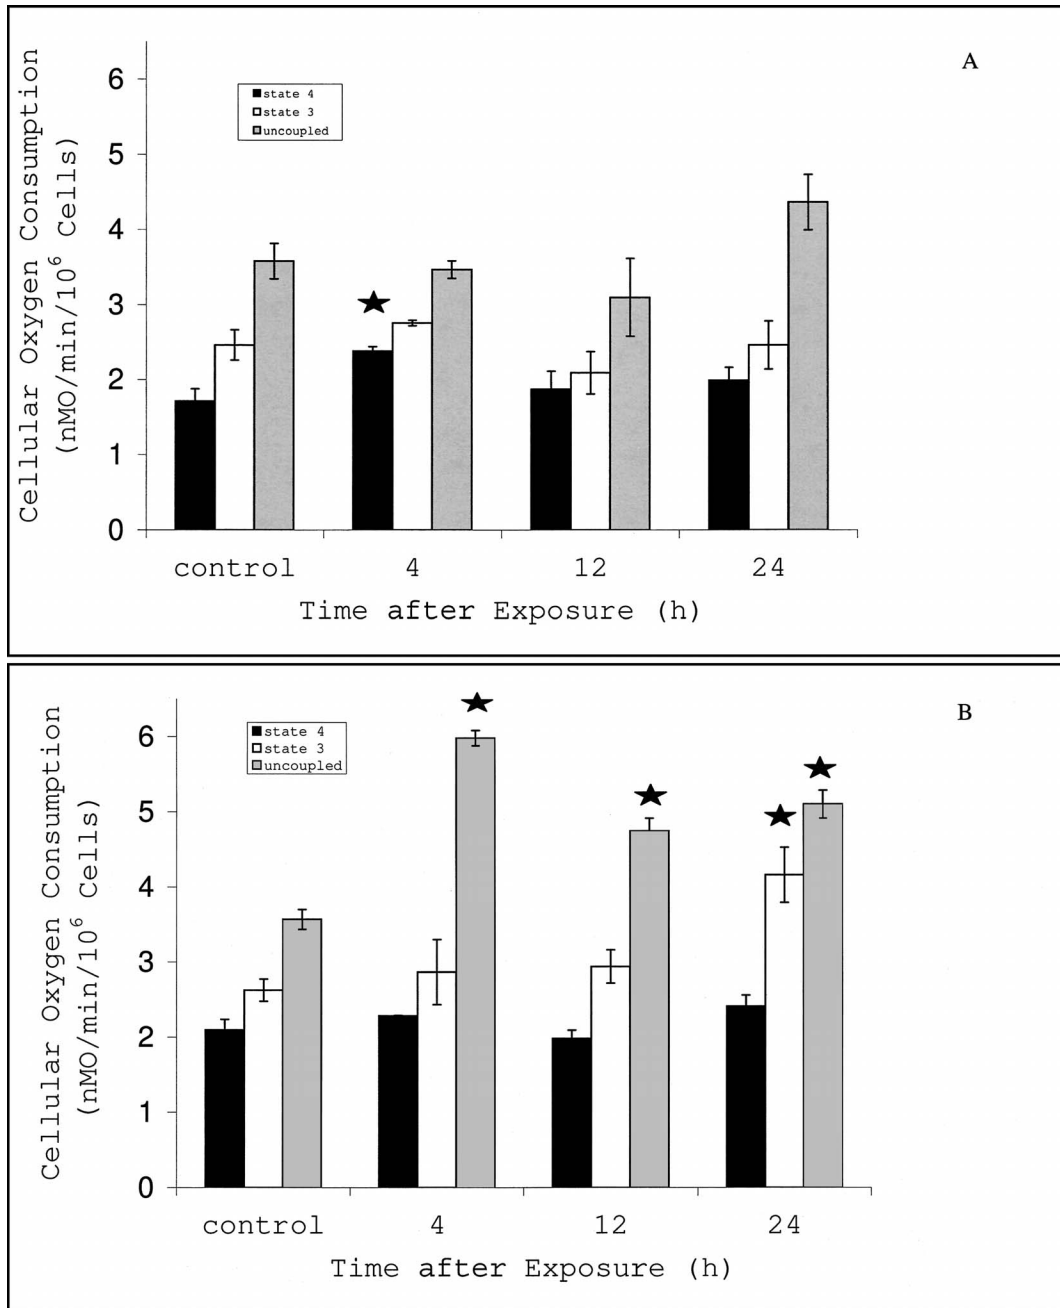 A
Cellular Oxygen Consumption
(nMO/min/10⁶ Cells)
6
5
4
3
2
1
0
state 4
state 3
uncoupled
control 4 12 24
Time after Exposure (h)
B
Cellular Oxygen Consumption
(nMO/min/10⁶ Cells)
6
5
4
3
2
1
0
state 4
state 3
uncoupled
control 4 12 24
Time after Exposure (h)